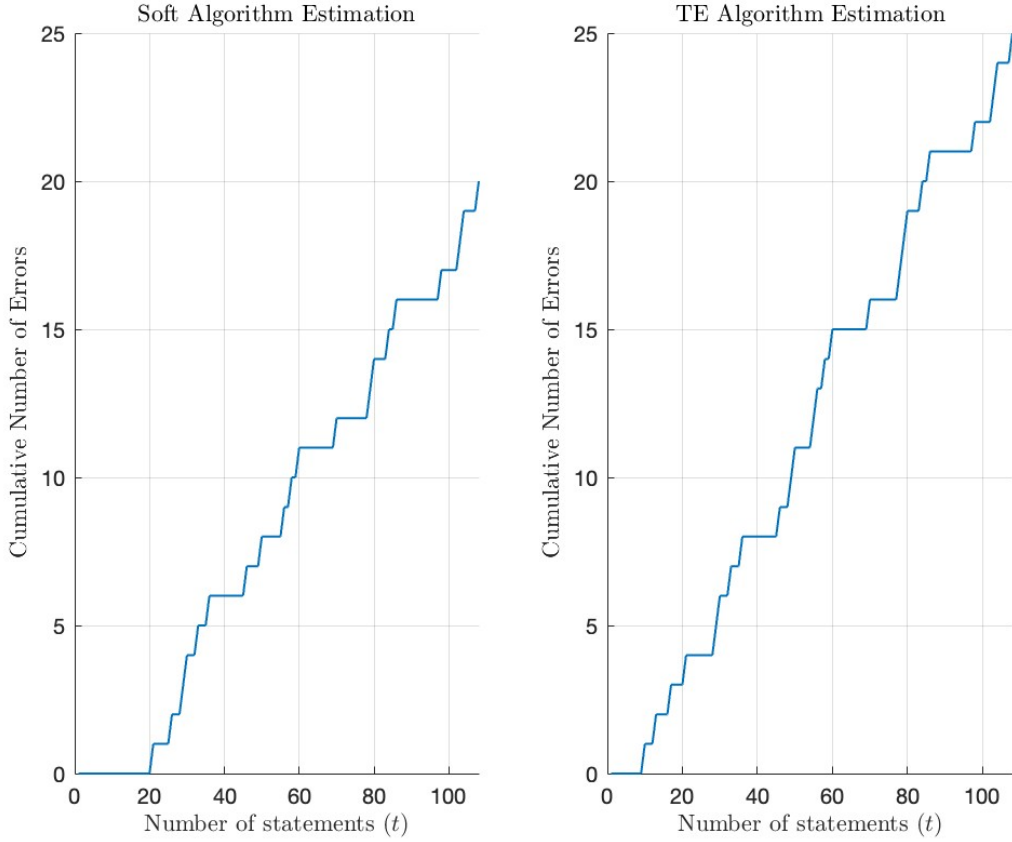 Soft Algorithm Estimation
25
20
15
10
5
0
0 20 40 60 80 100
Cumulative Number of Errors
Number of statements (t)
TE Algorithm Estimation
25
20
15
10
5
0
0 20 40 60 80 100
Cumulative Number of Errors
Number of statements (t)